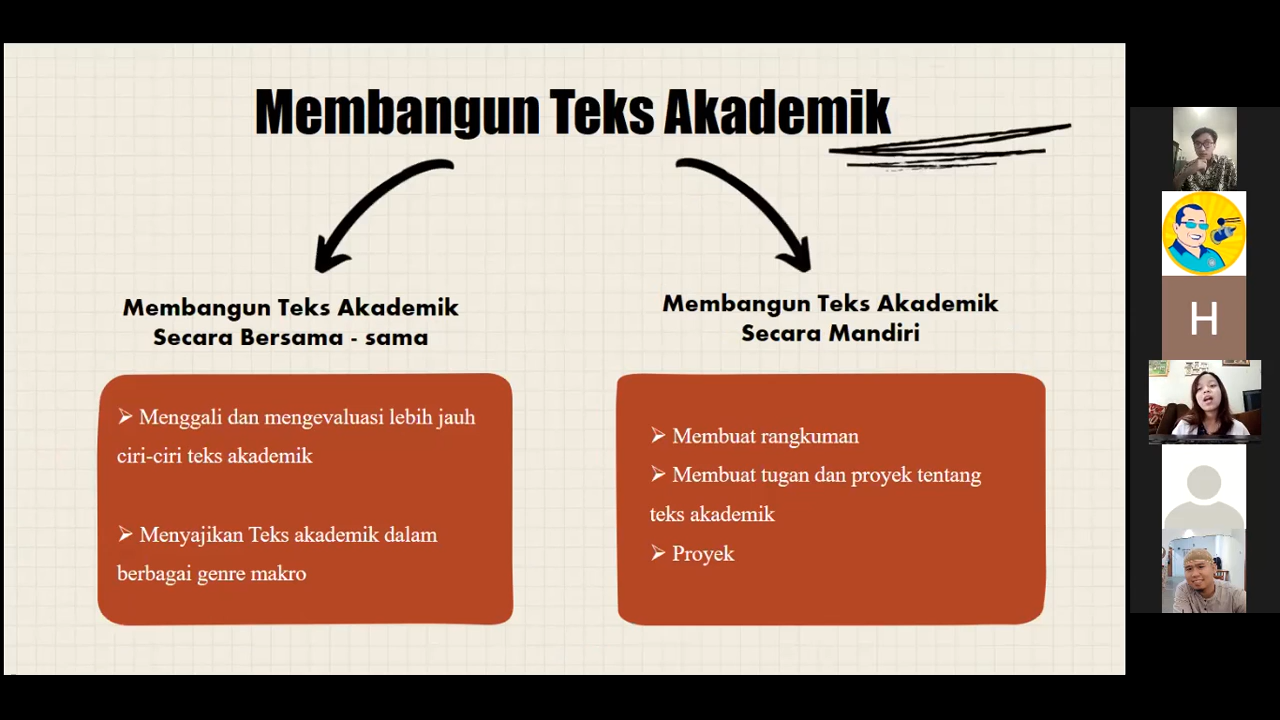 Membangun Teks Akademik
Membangun Teks Akademik
Secara Bersama - sama
➢ Menggali dan mengevaluasi lebih jauh
ciri-ciri teks akademik
➢ Menyajikan Teks akademik dalam
berbagai genre makro
Membangun Teks Akademik
Secara Mandiri
➢ Membuat rangkuman
➢ Membuat tugan dan proyek tentang
teks akademik
➢ Proyek
H